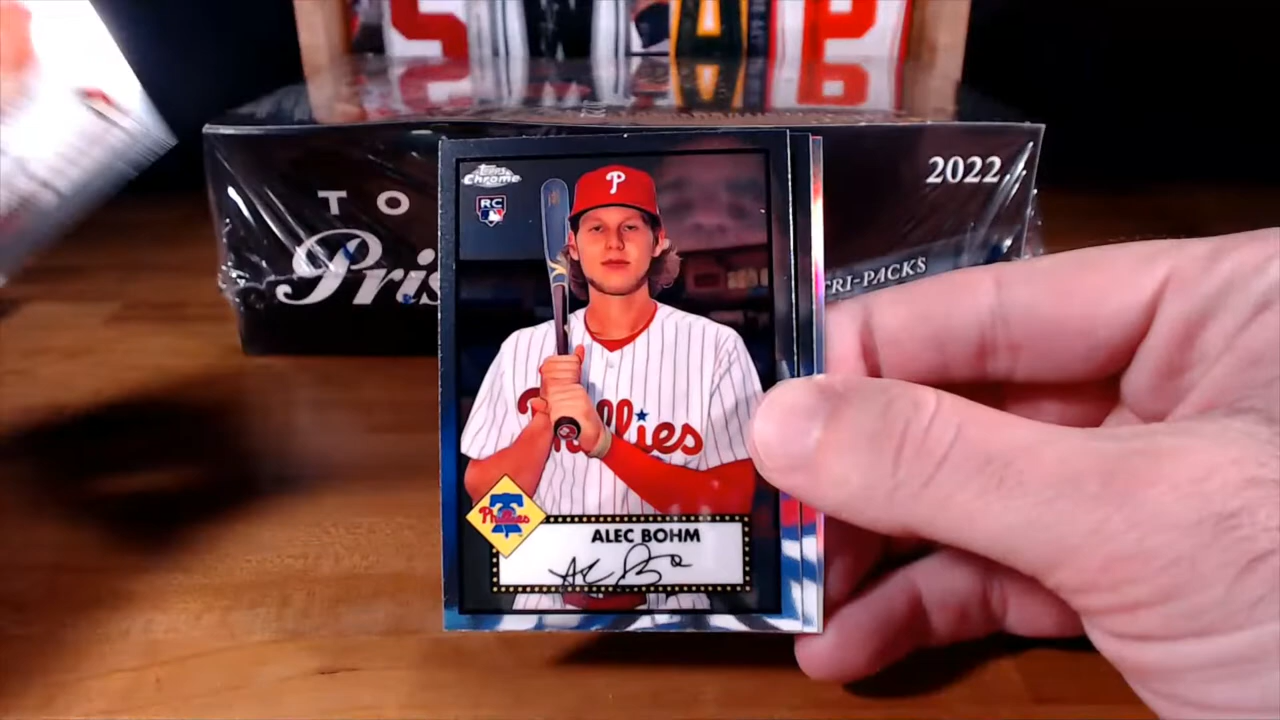 2022
TO
Pris
TRI-PACKS
Topps
Chrome
RC
P
Phillies
Phillies
ALEC BOHM